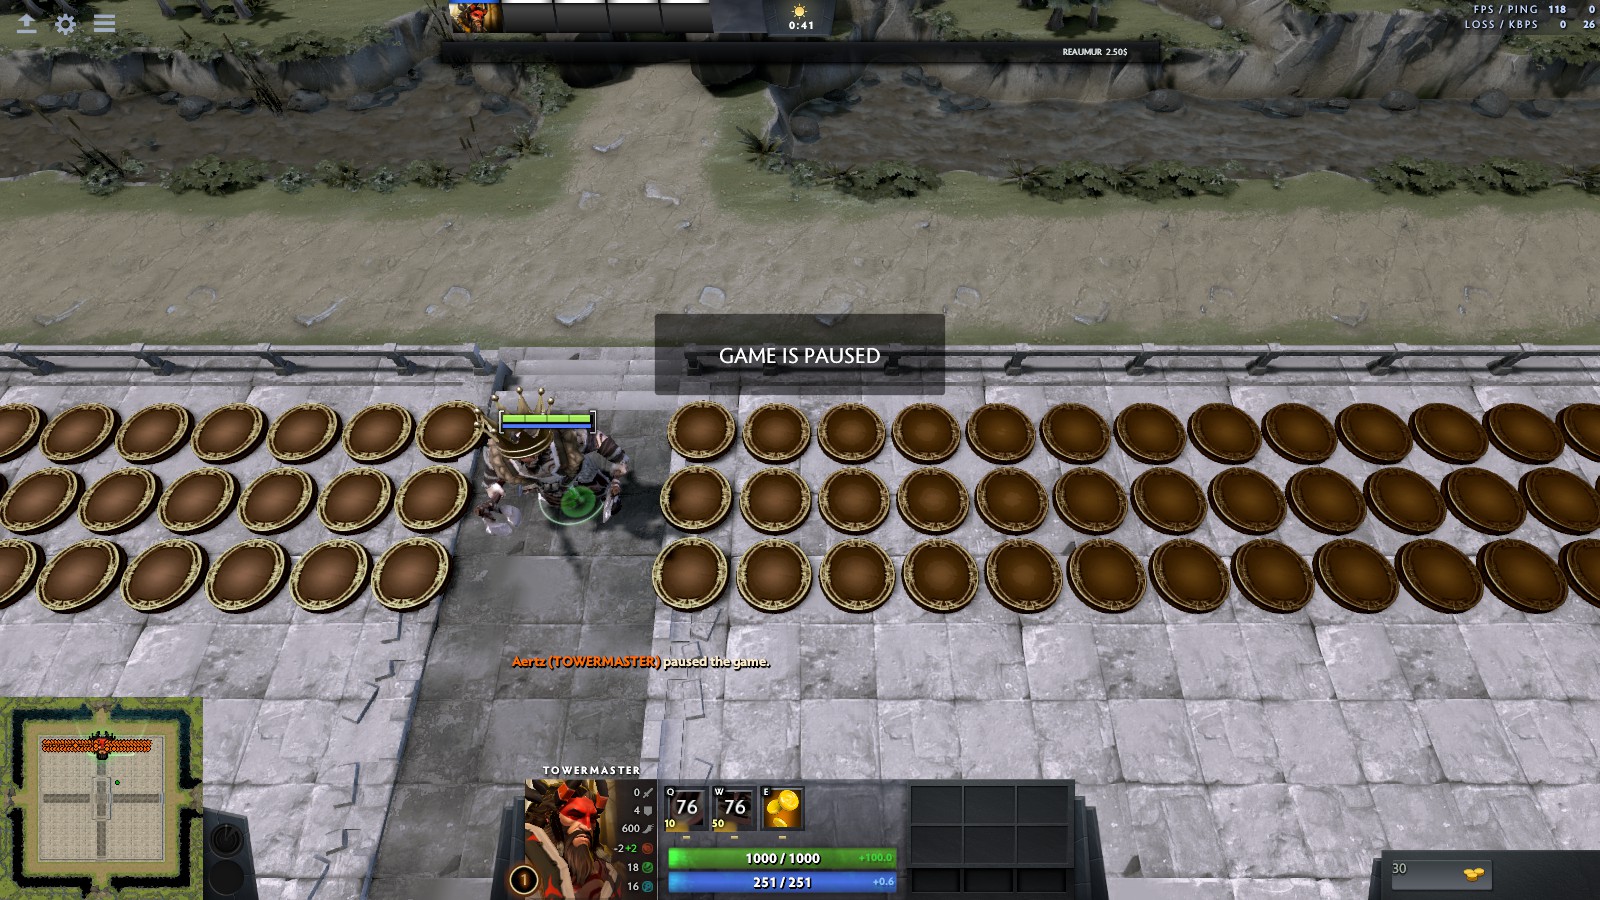 FPS / PING 118 0
LOSS / KBPS 0 26
0:41
REAUMUR 2.50$
GAME IS PAUSED
Aertz (TOWERMASTER) paused the game.
TOWERMASTER
0
4
600
-2+2
18
16
1
Q
76
10
W
76
50
E
1000 / 1000
+100.0
251 / 251
+0.6
30